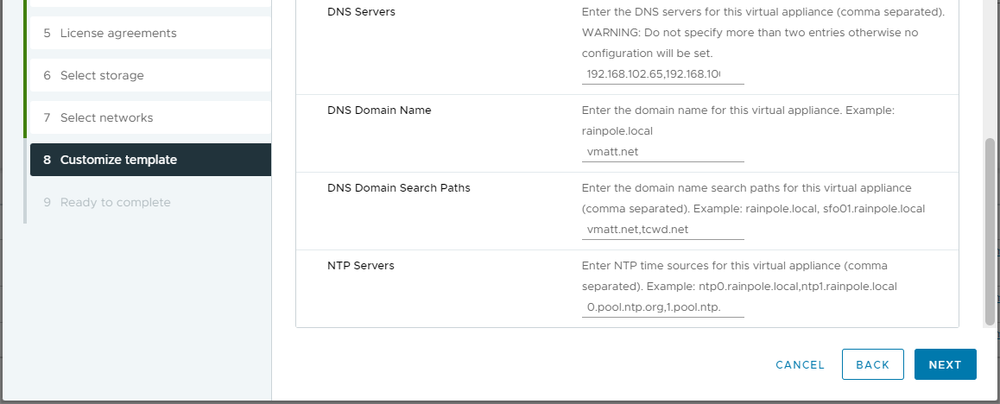 5 License agreements
6 Select storage
7 Select networks
8 Customize template
9 Ready to complete
DNS Servers
Enter the DNS servers for this virtual appliance (comma separated).
WARNING: Do not specify more than two entries otherwise no
configuration will be set.
192.168.102.65,192.168.10
DNS Domain Name
Enter the domain name for this virtual appliance. Example:
rainpole.local
vmatt.net
DNS Domain Search Paths
Enter the domain name search paths for this virtual appliance
(comma separated). Example: rainpole.local, sfo01.rainpole.local
vmatt.net,tcwd.net
NTP Servers
Enter NTP time sources for this virtual appliance (comma
separated). Example: ntp0.rainpole.local,ntp1.rainpole.local
0.pool.ntp.org,1.pool.ntp.
CANCEL
BACK
NEXT